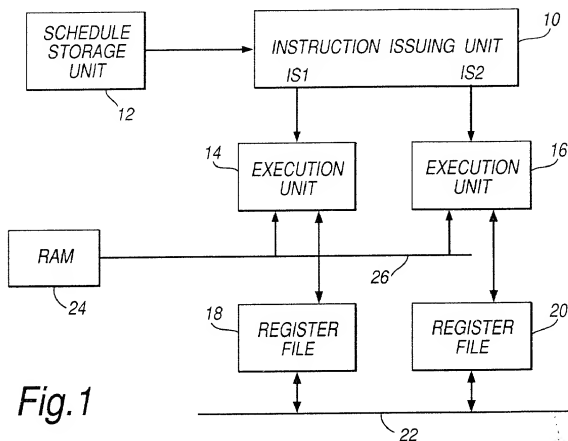 SCHEDULE
STORAGE
UNIT
12
INSTRUCTION ISSUING UNIT
IS1
IS2
10
14
EXECUTION
UNIT
EXECUTION
UNIT
16
RAM
24
26
18
REGISTER
FILE
REGISTER
FILE
20
Fig.1
22